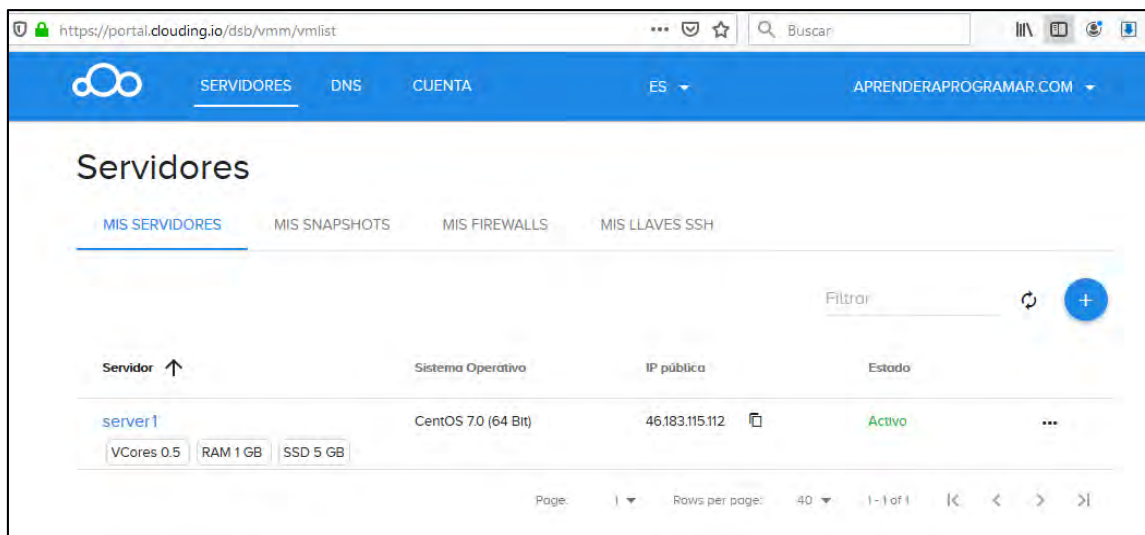 https://portal.clouding.io/dsb/vmm/vmlist ••• Buscar
SERVIDORES DNS CUENTA ES APRENDERAPROGRAMAR.COM
Servidores
MIS SERVIDORES MIS SNAPSHOTS MIS FIREWALLS MIS LLAVES SSH
Filtrar
Servidor Sistema Operativo IP pública Estado
server1 CentOS 7.0 (64 Bit) 46.183.115.112 Activo •••
VCores 0.5 RAM 1 GB SSD 5 GB
Page: 1 Rows per page: 40 1 - 1 of 1